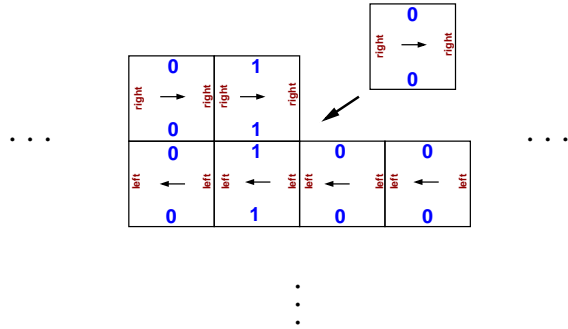 0
right right
0
0 1
right right right right
0 1
. . . . . .
0 1 0 0
left left left left left left left left
0 1 0 0
.
.
.